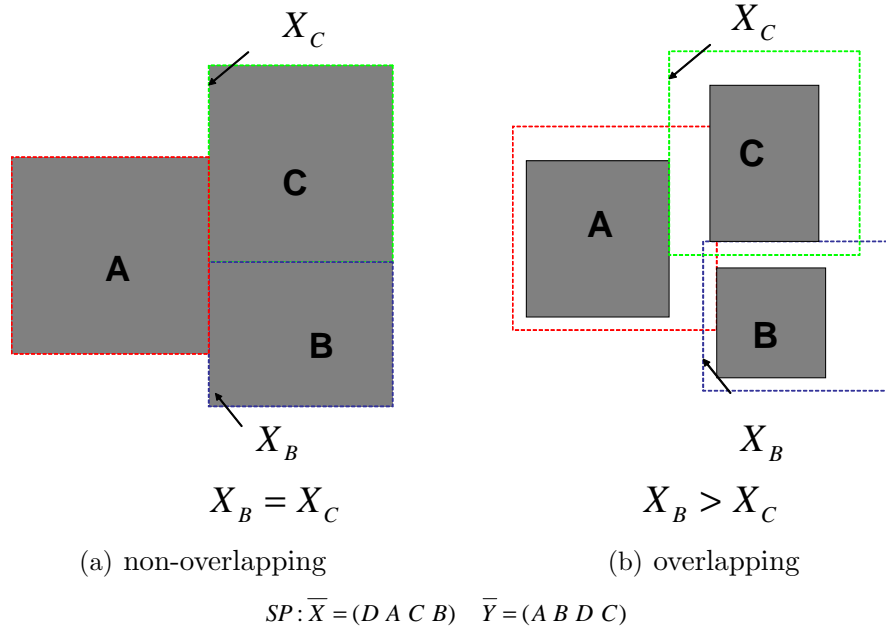 X_C
X_C
C
C
A
A
B
B
X_B
X_B
X_B = X_C
X_B > X_C
(a) non-overlapping
(b) overlapping
SP : X̅ = (D A C B) Y̅ = (A B D C)